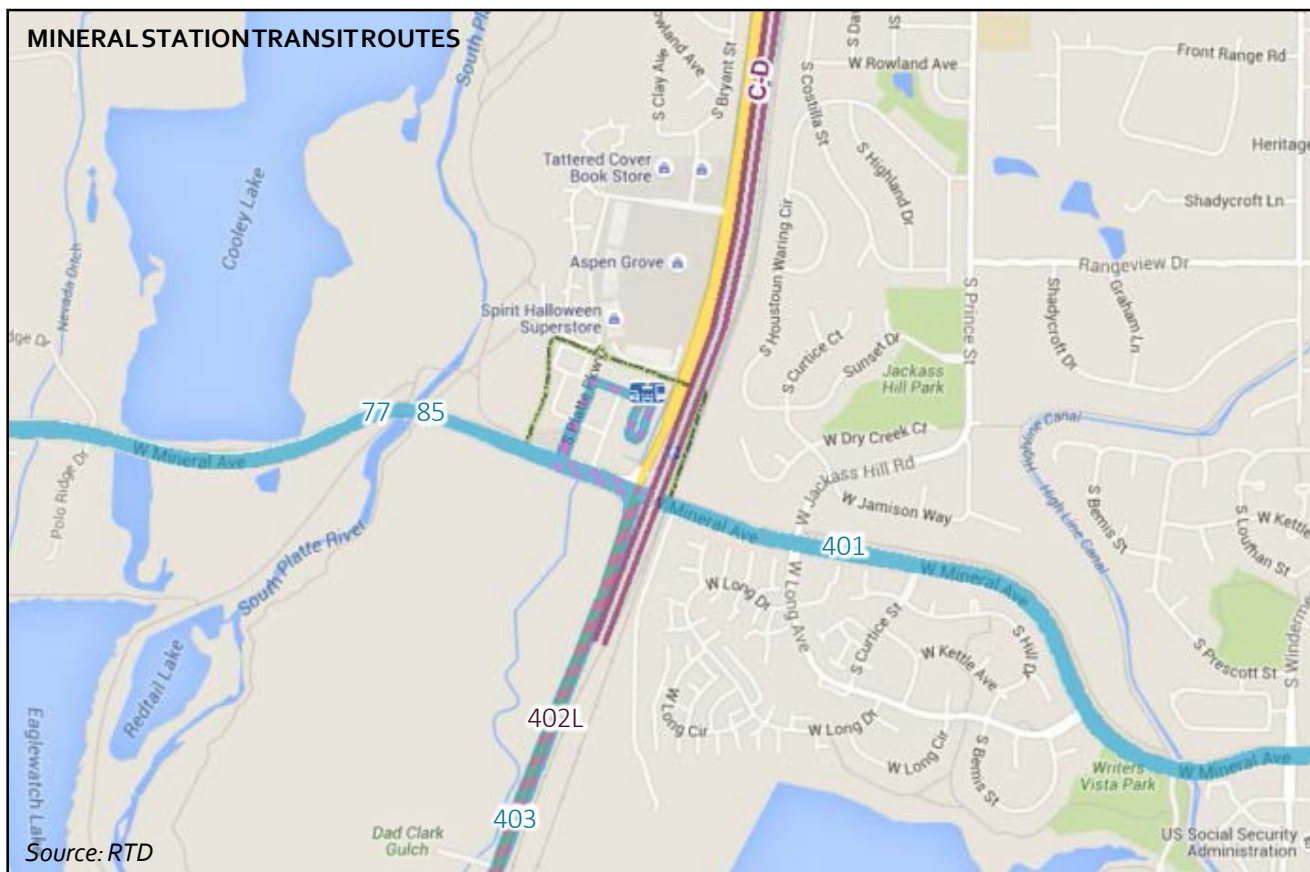 MINERAL STATION TRANSIT ROUTES
South Pl
S Clay Ave
Rowland Ave
S Bryant St
C-D
W Rowland Ave
S Costilla St
Front Range Rd
Heritage
Tattered Cover
Book Store
S Highland Dr
Shadycroft Ln
Cooley Lake
Nevada Ditch
Aspen Grove
S Houstoun Waring Cir
Rangeview Dr
S Prince St
Shadycroft Dr
Graham Ln
Spirit Halloween
Superstore
dge Dr
S Curtice Ct
Sunset Dr
Jackass
Hill Park
S Platte Pkwy
77
85
W Mineral Ave
Polo Ridge Dr
W Dry Creek Ct
W Jackass Hill Rd
W Jamison Way
Highline Canal
High Line Canal
S Bemis St
S Louthan St
W Kettle
Mineral Ave
401
W Mineral Ave
South Platte River
W Long Dr
W Long Ave
S Curtice St
W Kettle Ave
S Hill Dr
S Prescott St
S Winderm
Redtail Lake
Eaglewatch Lake
402L
W Long Cir
W Long Dr
W Long Cir
S Bemis St
Writers
Vista Park
W Mineral Ave
403
Dad Clark
Gulch
US Social Security
Administration
Source: RTD